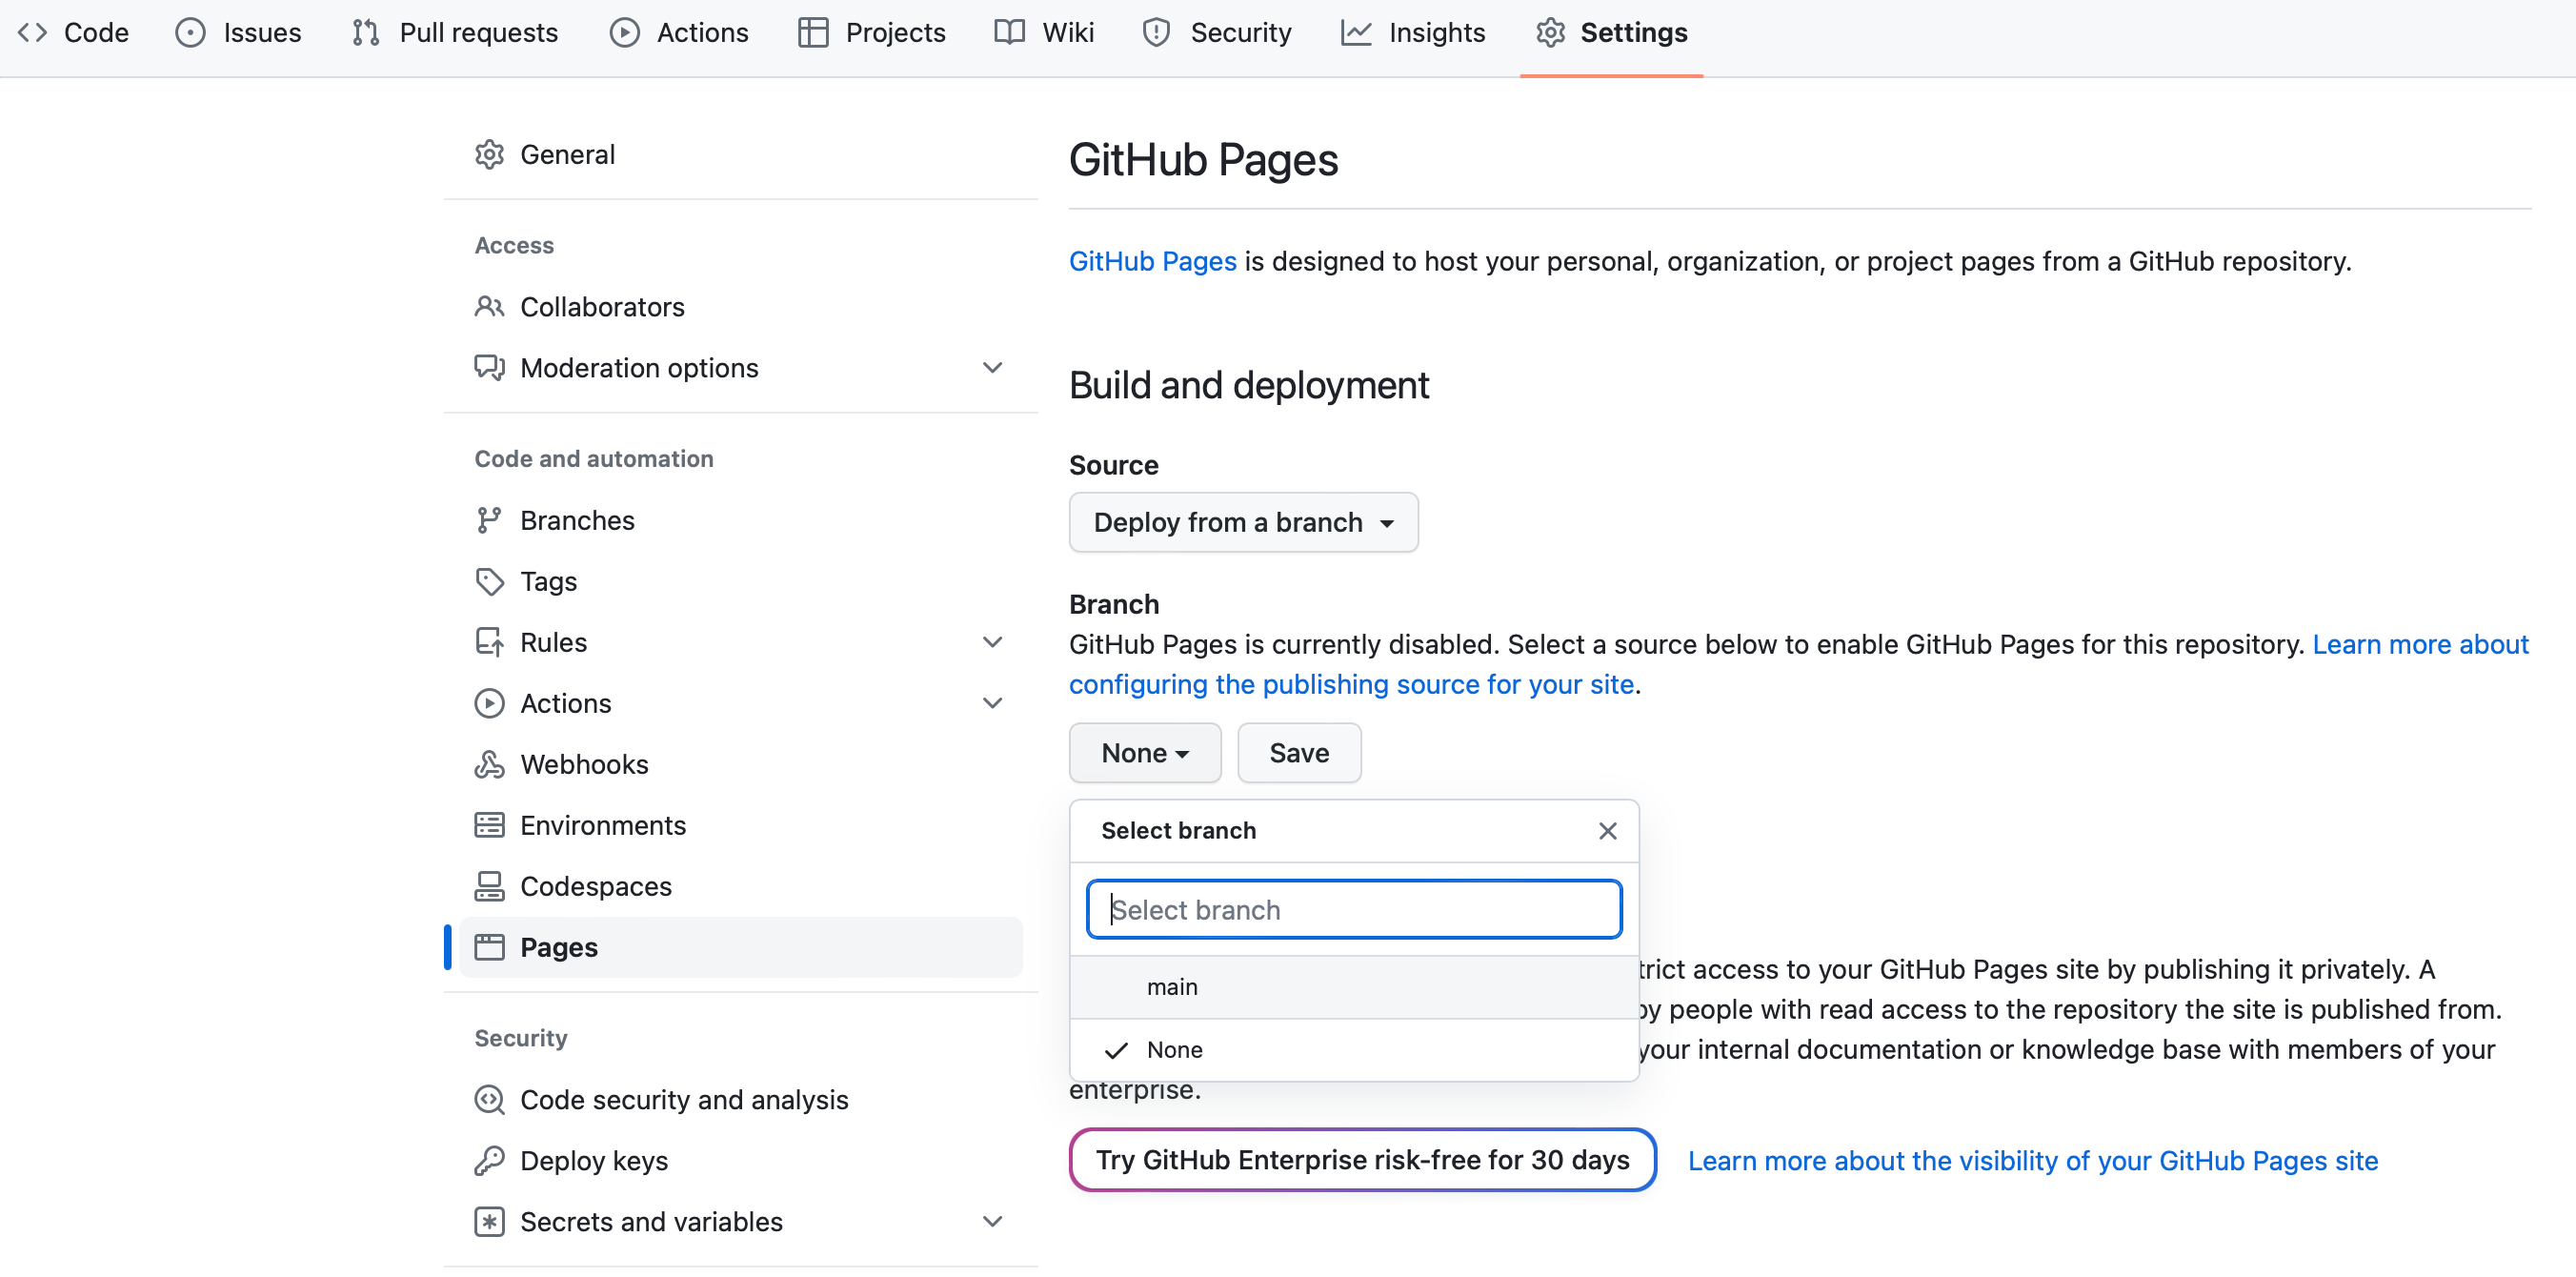 Code Issues Pull requests Actions Projects Wiki Security Insights Settings
General
Access
Collaborators
Moderation options
Code and automation
Branches
Tags
Rules
Actions
Webhooks
Environments
Codespaces
Pages
Security
Code security and analysis
Deploy keys
Secrets and variables
GitHub Pages
GitHub Pages is designed to host your personal, organization, or project pages from a GitHub repository.
Build and deployment
Source
Deploy from a branch
Branch
GitHub Pages is currently disabled. Select a source below to enable GitHub Pages for this repository. Learn more about
configuring the publishing source for your site.
None Save
Select branch
Select branch
main
None
access to your GitHub Pages site by publishing it privately. A
by people with read access to the repository the site is published from.
your internal documentation or knowledge base with members of your
enterprise.
Try GitHub Enterprise risk-free for 30 days Learn more about the visibility of your GitHub Pages site